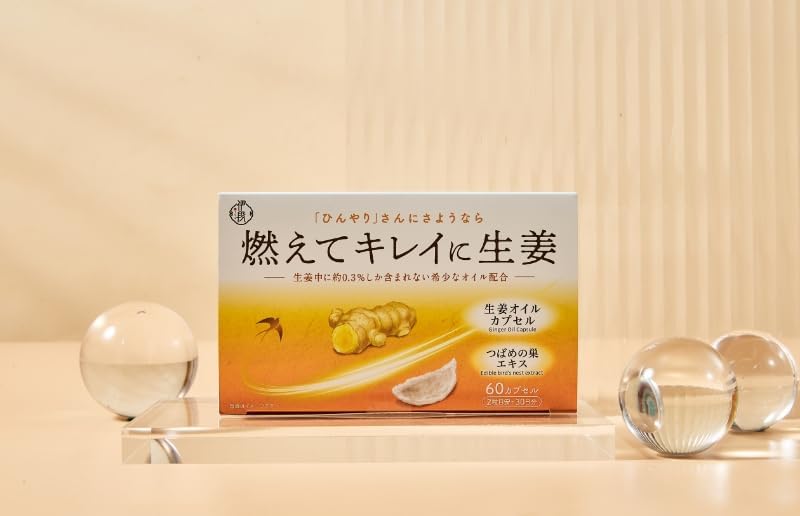 「ひんやり」さんにさようなら
燃えてキレイに生姜
生姜中に約0.3%しか含まれない希少なオイル配合
生姜オイル
カプセル
Ginger Oil Capsule
つばめの巣
エキス
Edible bird's nest extract
60カプセル